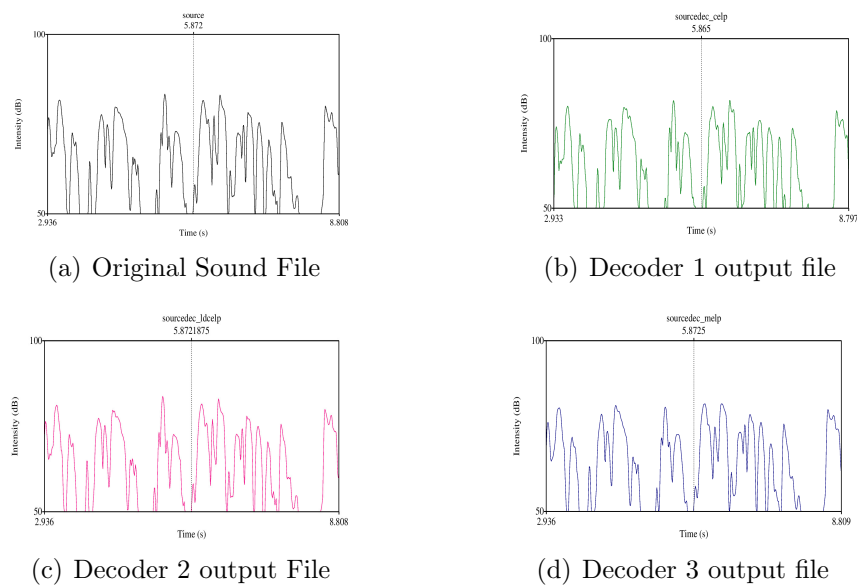 source
5.872
100
Intensity (dB)
50
2.936
8.808
Time (s)
(a) Original Sound File
sourcedec_celp
5.865
100
Intensity (dB)
50
2.933
8.797
Time (s)
(b) Decoder 1 output file
sourcedec_ldcelp
5.8721875
100
Intensity (dB)
50
2.936
8.808
Time (s)
(c) Decoder 2 output File
sourcedec_melp
5.8725
100
Intensity (dB)
50
2.936
8.809
Time (s)
(d) Decoder 3 output file